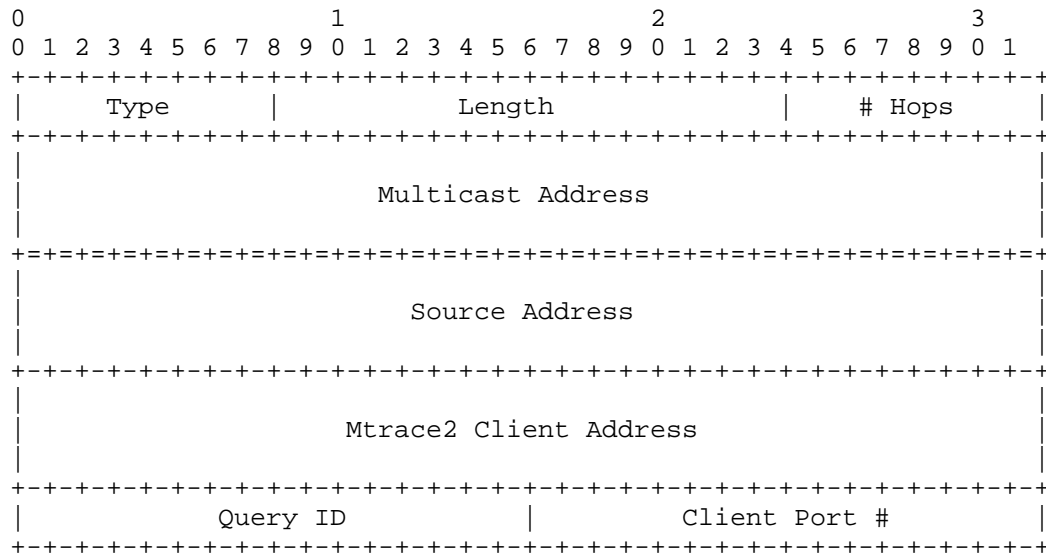 0                   1                   2                   3
0 1 2 3 4 5 6 7 8 9 0 1 2 3 4 5 6 7 8 9 0 1 2 3 4 5 6 7 8 9 0 1
+-+-+-+-+-+-+-+-+-+-+-+-+-+-+-+-+-+-+-+-+-+-+-+-+-+-+-+-+-+-+-+-+
|     Type      |           Length              |    # Hops     |
+-+-+-+-+-+-+-+-+-+-+-+-+-+-+-+-+-+-+-+-+-+-+-+-+-+-+-+-+-+-+-+-+
|                                                               |
|                      Multicast Address                        |
|                                                               |
+=+=+=+=+=+=+=+=+=+=+=+=+=+=+=+=+=+=+=+=+=+=+=+=+=+=+=+=+=+=+=+=+
|                                                               |
|                        Source Address                         |
|                                                               |
+-+-+-+-+-+-+-+-+-+-+-+-+-+-+-+-+-+-+-+-+-+-+-+-+-+-+-+-+-+-+-+-+
|                                                               |
|                    Mtrace2 Client Address                     |
|                                                               |
+-+-+-+-+-+-+-+-+-+-+-+-+-+-+-+-+-+-+-+-+-+-+-+-+-+-+-+-+-+-+-+-+
|            Query ID           |         Client Port #         |
+-+-+-+-+-+-+-+-+-+-+-+-+-+-+-+-+-+-+-+-+-+-+-+-+-+-+-+-+-+-+-+-+